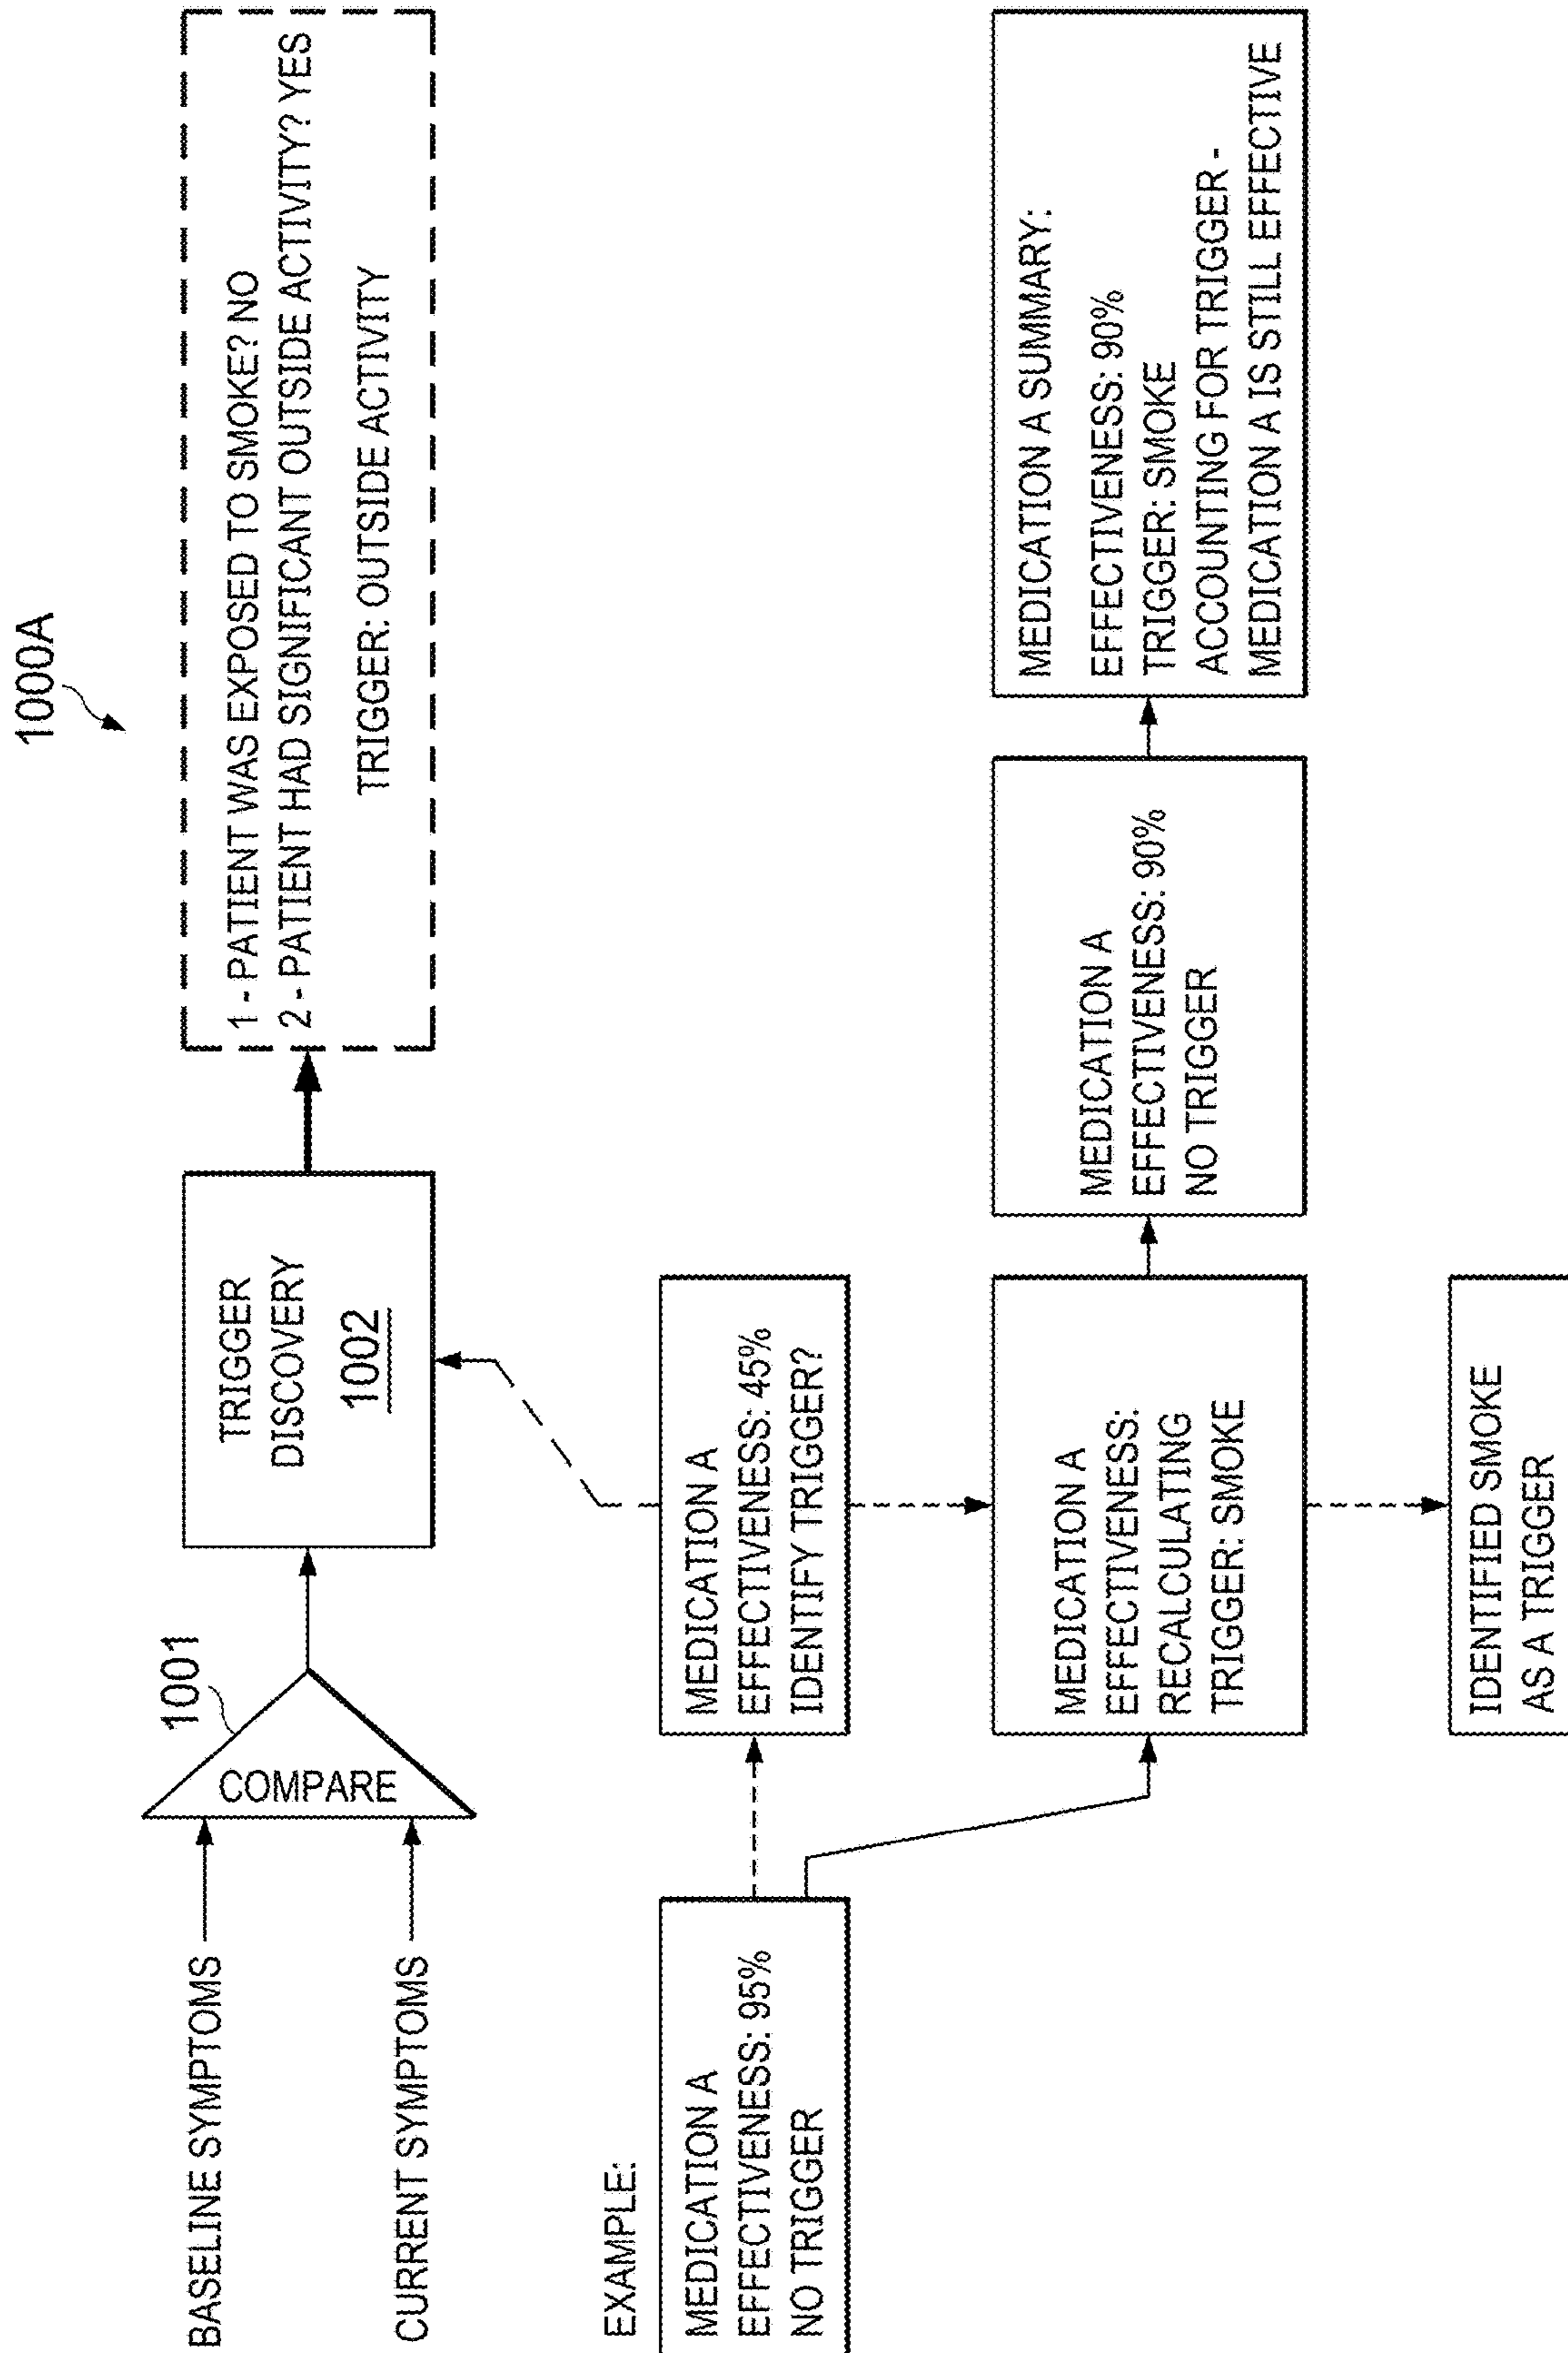 1000A
BASELINE SYMPTOMS
CURRENT SYMPTOMS
COMPARE
1001
TRIGGER
DISCOVERY
1002
1 - PATIENT WAS EXPOSED TO SMOKE? NO
2 - PATIENT HAD SIGNIFICANT OUTSIDE ACTIVITY? YES
TRIGGER: OUTSIDE ACTIVITY
EXAMPLE:
MEDICATION A
EFFECTIVENESS: 95%
NO TRIGGER
MEDICATION A
EFFECTIVENESS: 45%
IDENTIFY TRIGGER?
MEDICATION A
EFFECTIVENESS:
RECALCULATING
TRIGGER: SMOKE
MEDICATION A
EFFECTIVENESS: 90%
NO TRIGGER
MEDICATION A SUMMARY:
EFFECTIVENESS: 90%
TRIGGER: SMOKE
ACCOUNTING FOR TRIGGER -
MEDICATION A IS STILL EFFECTIVE
IDENTIFIED SMOKE
AS A TRIGGER